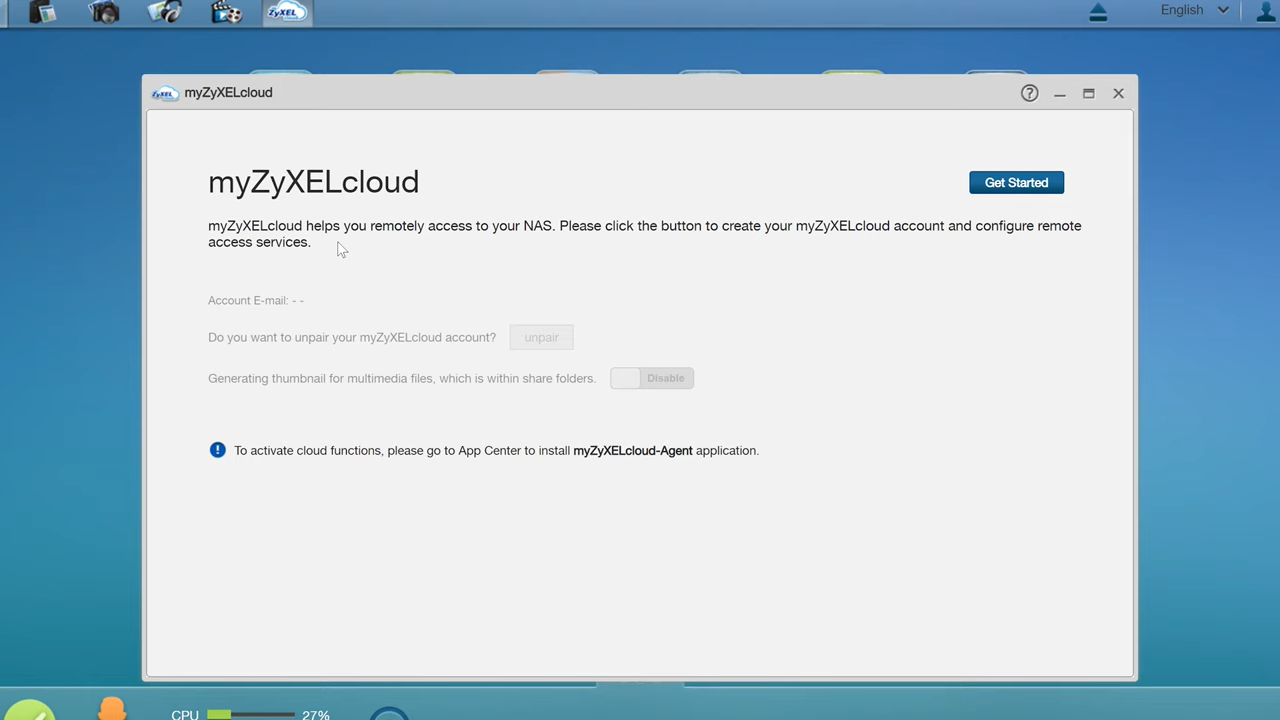 ZyXEL
English
ZyXEL myZyXELcloud
myZyXELcloud
Get Started
myZyXELcloud helps you remotely access to your NAS. Please click the button to create your myZyXELcloud account and configure remote
access services.
Account E-mail: - -
Do you want to unpair your myZyXELcloud account? unpair
Generating thumbnail for multimedia files, which is within share folders. Disable
To activate cloud functions, please go to App Center to install myZyXELcloud-Agent application.
CPU 27%